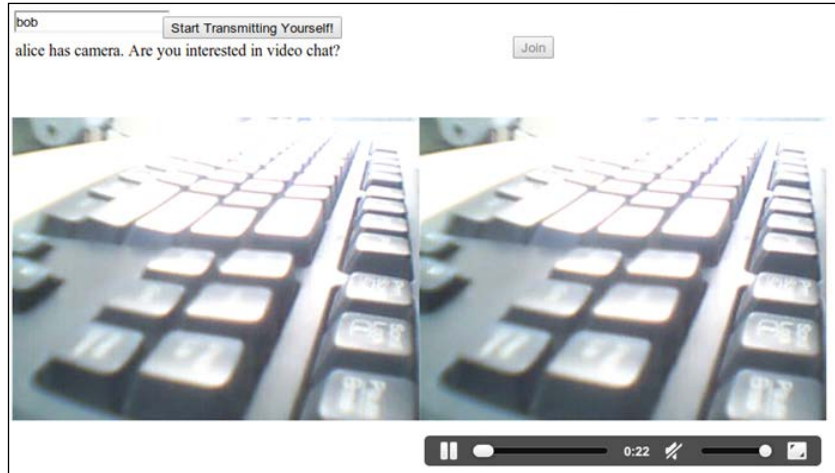 bob
Start Transmitting Yourself!
alice has camera. Are you interested in video chat?
Join
0:22